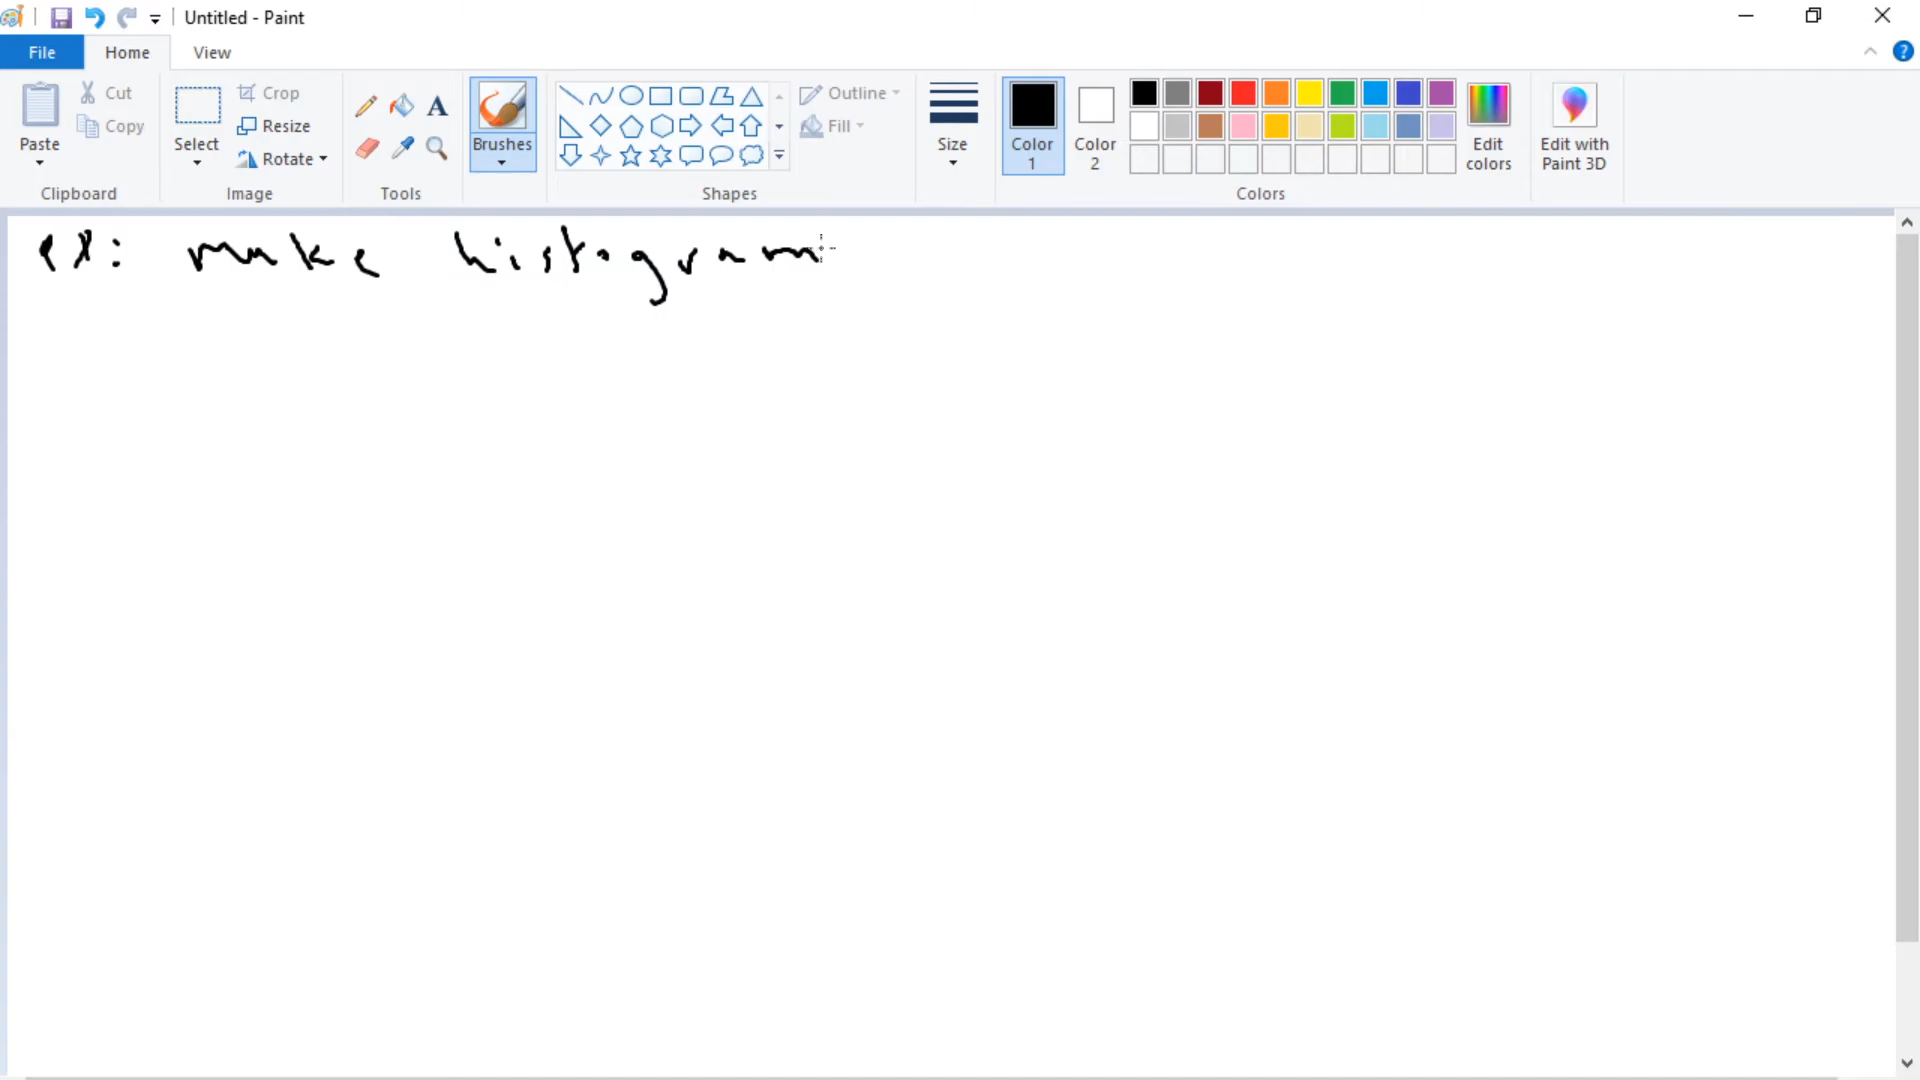 Untitled - Paint
File Home View
Paste
Cut
Copy
Clipboard
Select
Crop
Resize
Rotate
Image
A
Tools
Brushes
Shapes
Outline
Fill
Size
Color 1
Color 2
Edit colors
Colors
Edit with Paint 3D
?
ex: make histogram